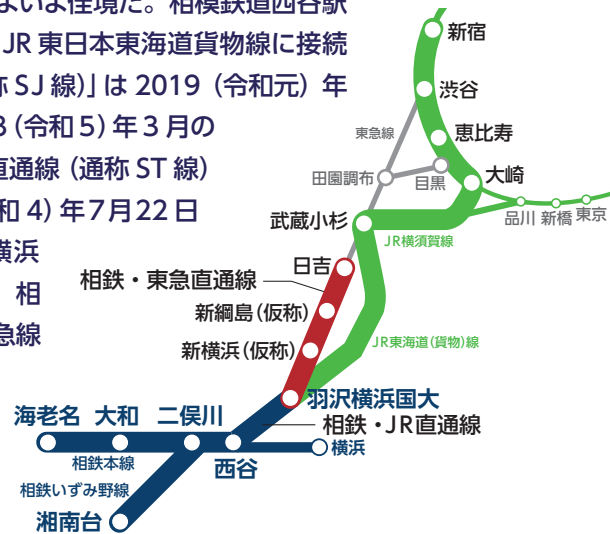 よいよ佳境だ。相模鉄道西谷駅
JR東日本東海道貨物線に接続
称SJ線)」は2019(令和元)年
3(令和5)年3月の
直通線(通称ST線)
和4)年7月22日
横浜
相
急線
新宿
渋谷
東急線
恵比寿
田園調布
目黒
大崎
品川 新橋 東京
武蔵小杉
JR横須賀線
日吉
相鉄・東急直通線
新綱島(仮称)
新横浜(仮称)
JR東海道(貨物)線
羽沢横浜国大
相鉄・JR直通線
海老名 大和 二俣川
横浜
相鉄本線
西谷
相鉄いずみ野線
湘南台